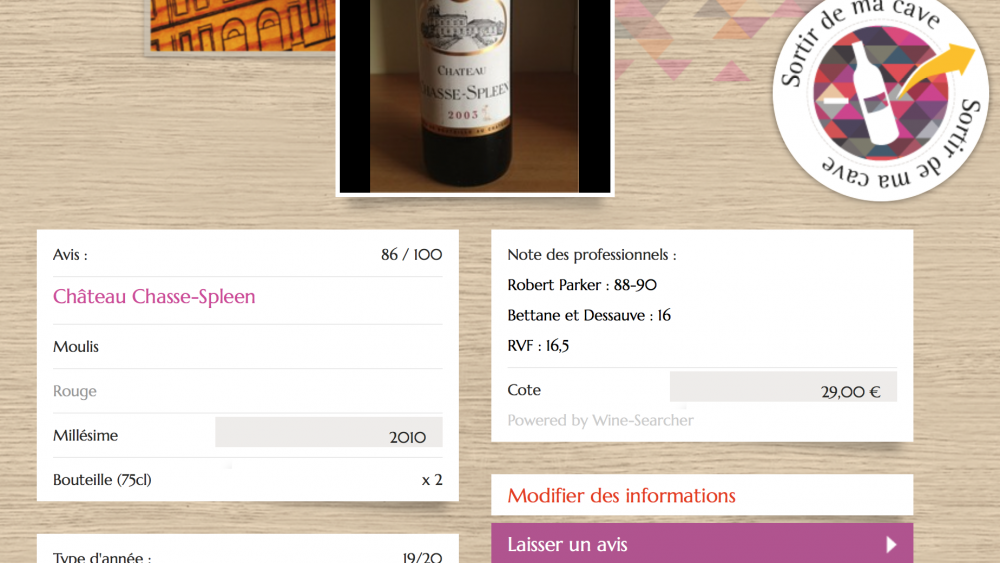 Sortir de ma cave
Sortir de ma cave
CHATEAU
CHASSE-SPLEEN
2003
Avis : 86 / 100
Château Chasse-Spleen
Moulis
Rouge
Millésime 2010
Bouteille (75cl) x 2
Type d'année : 19/20
Note des professionnels :
Robert Parker : 88-90
Bettane et Dessauve : 16
RVF : 16,5
Cote 29,00 €
Powered by Wine-Searcher
Modifier des informations
Laisser un avis